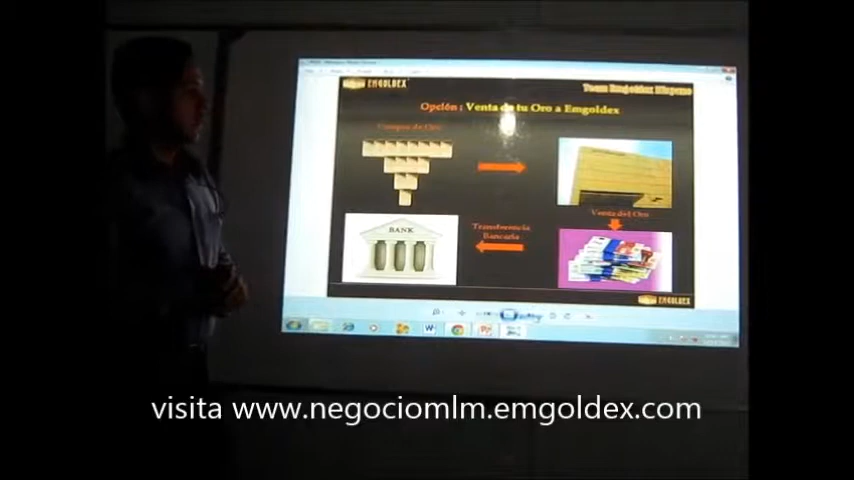 EMGOLDEX
Team Emgoldex Hispano
Opción : Venta de tu Oro a Emgoldex
Compra de Oro
BANK
Transferencia
Bancaria
Venta del Oro
EMGOLDEX
visita www.negociomlm.emgoldex.com